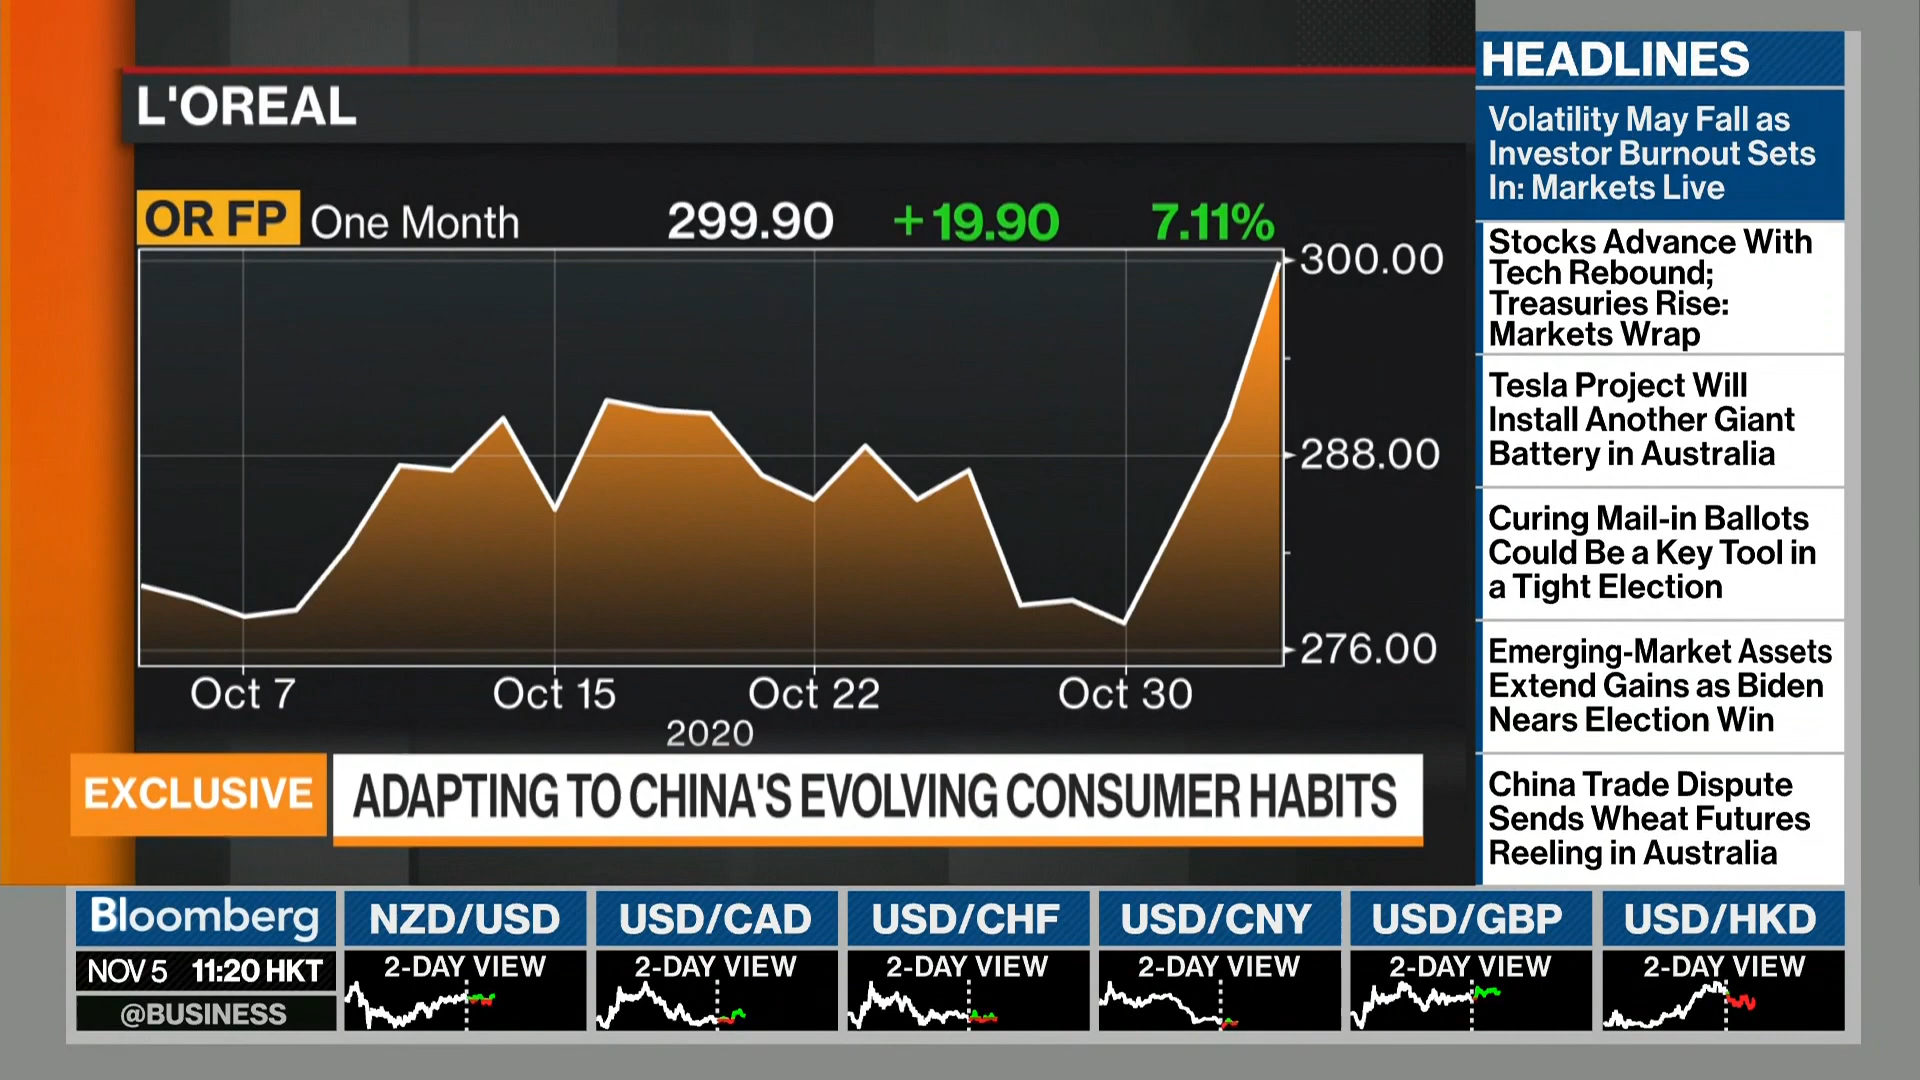 L'OREAL
OR FP One Month 299.90 +19.90 7.11%
300.00
288.00
276.00
Oct 7 Oct 15 Oct 22 Oct 30
2020
EXCLUSIVE
ADAPTING TO CHINA'S EVOLVING CONSUMER HABITS
HEADLINES
Volatility May Fall as
Investor Burnout Sets
In: Markets Live
Stocks Advance With
Tech Rebound;
Treasuries Rise:
Markets Wrap
Tesla Project Will
Install Another Giant
Battery in Australia
Curing Mail-in Ballots
Could Be a Key Tool in
a Tight Election
Emerging-Market Assets
Extend Gains as Biden
Nears Election Win
China Trade Dispute
Sends Wheat Futures
Reeling in Australia
Bloomberg
NOV 5 11:20 HKT
@BUSINESS
NZD/USD
2-DAY VIEW
USD/CAD
2-DAY VIEW
USD/CHF
2-DAY VIEW
USD/CNY
2-DAY VIEW
USD/GBP
2-DAY VIEW
USD/HKD
2-DAY VIEW